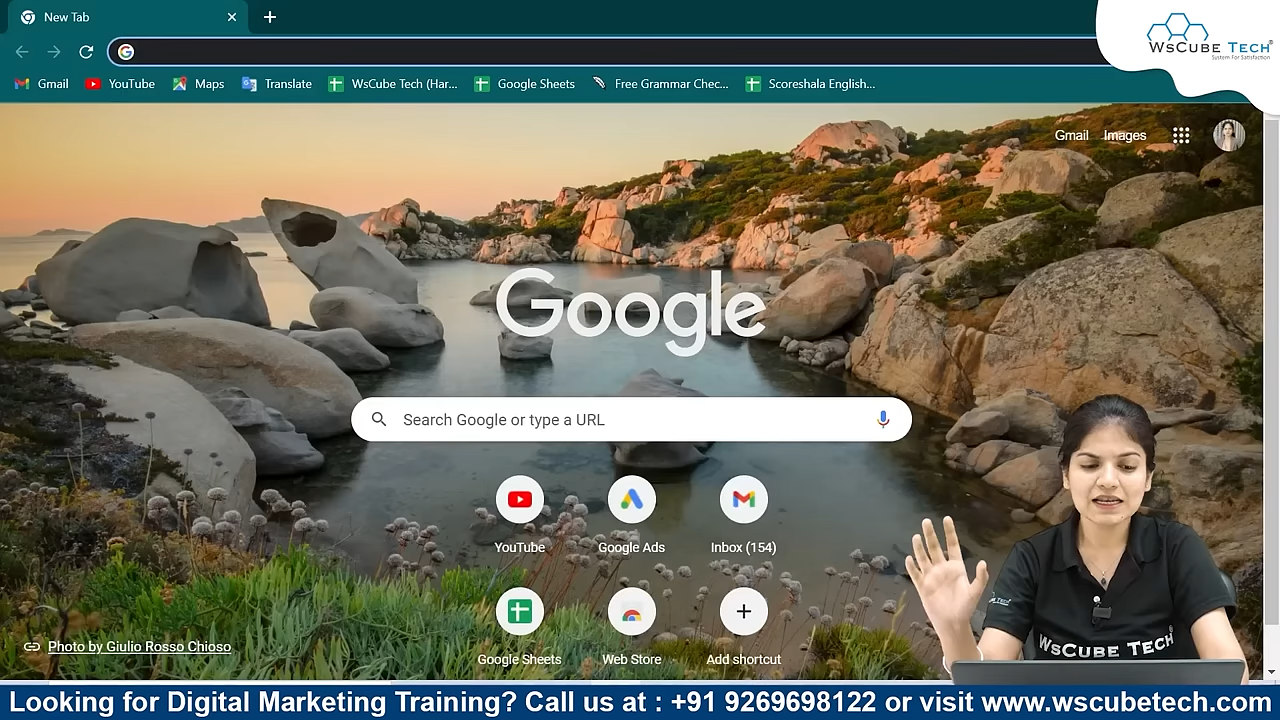 New Tab
WsCube Tech
System For Satisfaction
Gmail
YouTube
Maps
Translate
WsCube Tech (Har...
Google Sheets
Free Grammar Chec...
Scoreshala English...
Gmail
Images
Google
Search Google or type a URL
YouTube
Google Ads
Inbox (154)
Google Sheets
Web Store
Add shortcut
Photo by Giulio Rosso Chioso
WsCube Tech
Looking for Digital Marketing Training? Call us at : +91 9269698122 or visit www.wscubetech.com